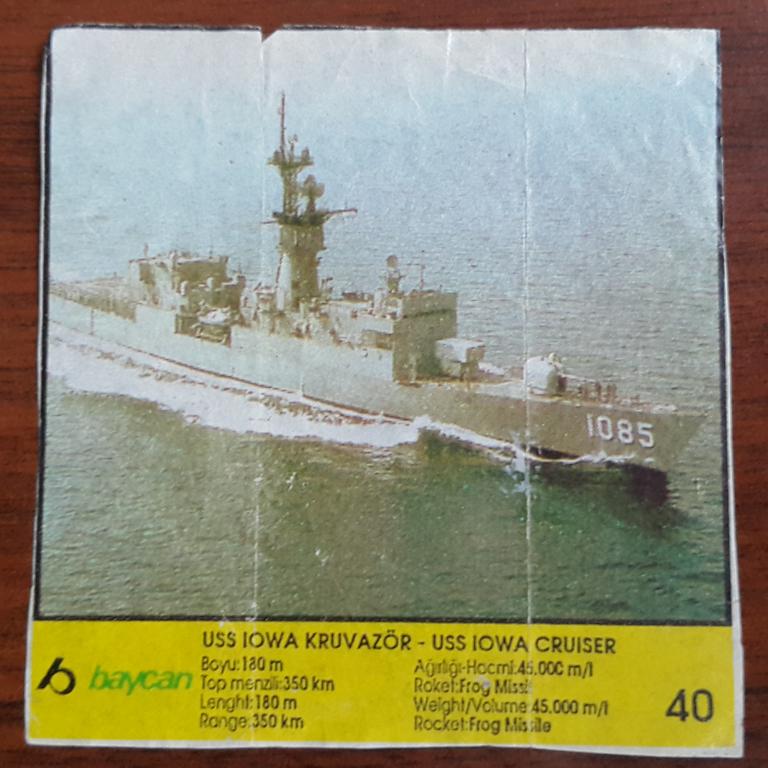 1085
USS IOWA KRUVAZÖR - USS IOWA CRUISER
baycan
Boyu:180 m
Top menzili:350 km
Lenght:180 m
Range:350 km
Ağırlığı-Hacmi:45.000 m/t
Roket:Frog Missi
Weight/Volume:45.000 m/t
Rocket:Frog Missile
40